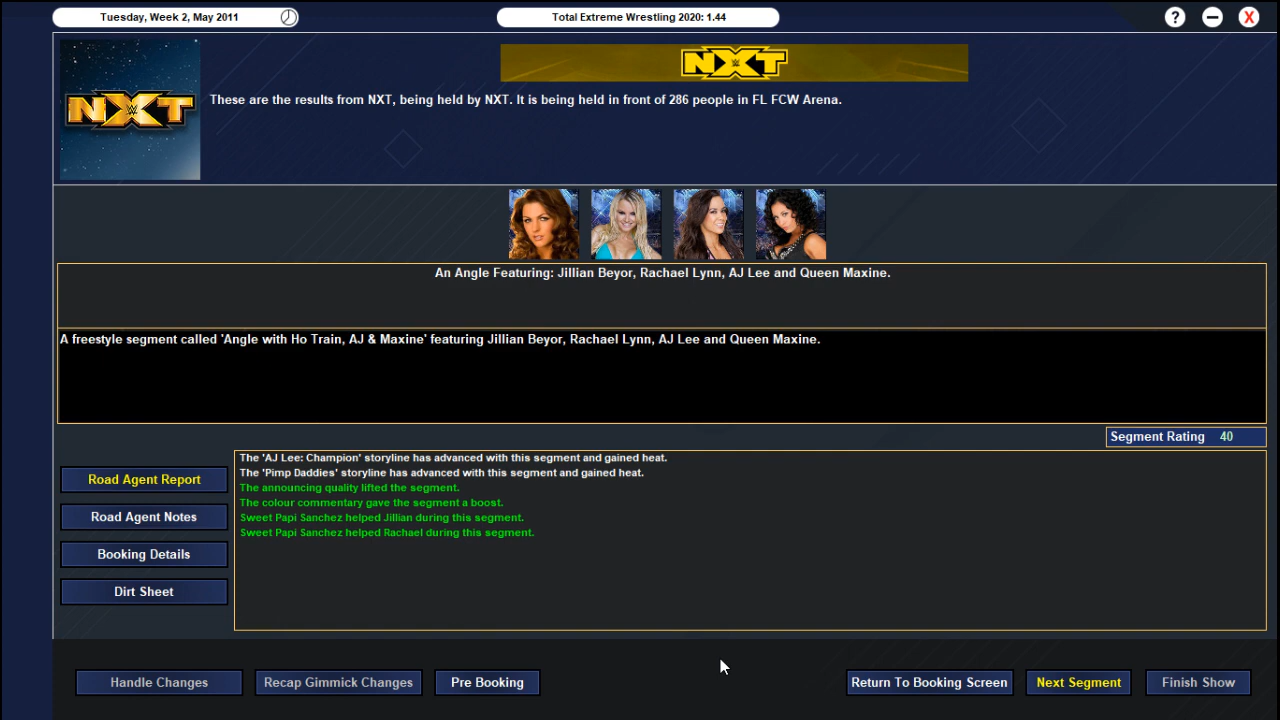 Tuesday, Week 2, May 2011
Total Extreme Wrestling 2020: 1.44
?
X
NXT
NXT
These are the results from NXT, being held by NXT. It is being held in front of 286 people in FL FCW Arena.
An Angle Featuring: Jillian Beyor, Rachael Lynn, AJ Lee and Queen Maxine.
A freestyle segment called 'Angle with Ho Train, AJ & Maxine' featuring Jillian Beyor, Rachael Lynn, AJ Lee and Queen Maxine.
Segment Rating 40
The 'AJ Lee: Champion' storyline has advanced with this segment and gained heat.
The 'Pimp Daddies' storyline has advanced with this segment and gained heat.
The announcing quality lifted the segment.
The colour commentary gave the segment a boost.
Sweet Papi Sanchez helped Jillian during this segment.
Sweet Papi Sanchez helped Rachael during this segment.
Road Agent Report
Road Agent Notes
Booking Details
Dirt Sheet
Handle Changes
Recap Gimmick Changes
Pre Booking
Return To Booking Screen
Next Segment
Finish Show